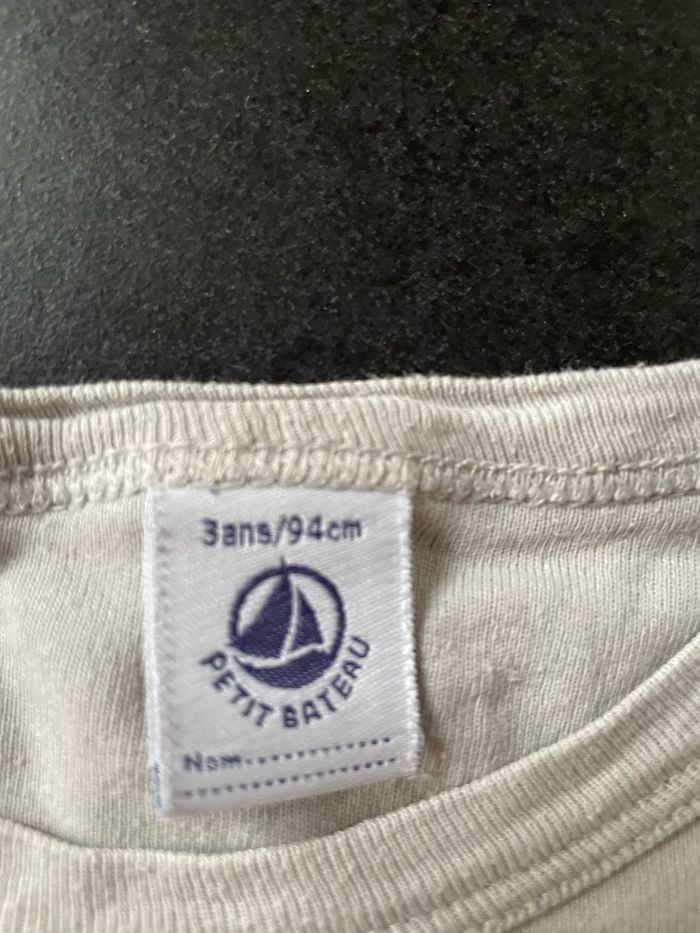 3ans/94cm
PETIT BATEAU
Nom............